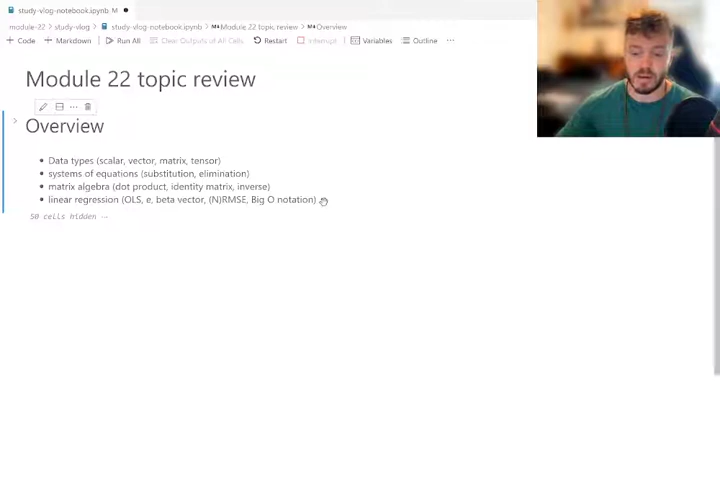 study-vlog-notebook.ipynb M
module-22 > study-vlog > study-vlog-notebook.ipynb > M↓ Module 22 topic review > M↓ Overview
+ Code + Markdown | Run All Clear Outputs of All Cells | Restart Interrupt | Variables Outline ...
Module 22 topic review
Overview
• Data types (scalar, vector, matrix, tensor)
• systems of equations (substitution, elimination)
• matrix algebra (dot product, identity matrix, inverse)
• linear regression (OLS, e, beta vector, (N)RMSE, Big O notation)
50 cells hidden ...